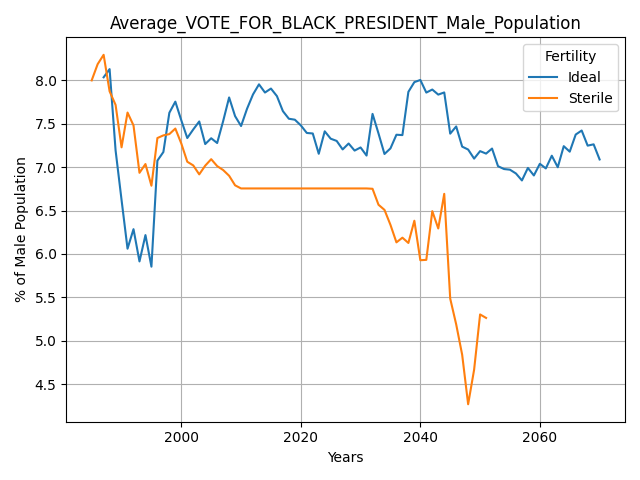 Average_VOTE_FOR_BLACK_PRESIDENT_Male_Population
Fertility
Ideal
Sterile
% of Male Population
8.0
7.5
7.0
6.5
6.0
5.5
5.0
4.5
2000
2020
2040
2060
Years